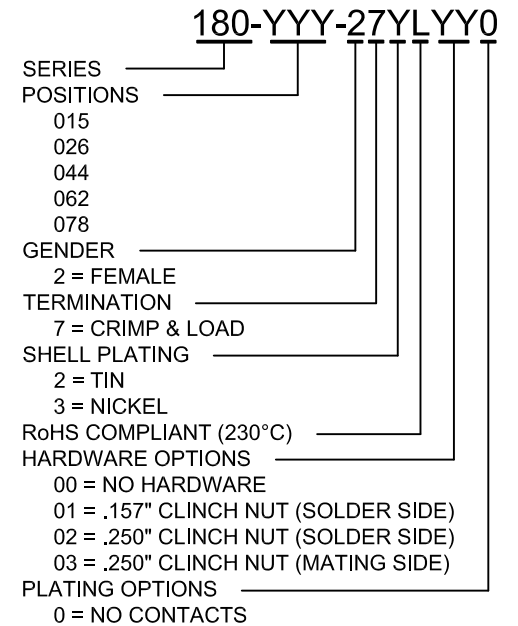 180-YYY-27YLYY0
SERIES
POSITIONS
015
026
044
062
078
GENDER
2 = FEMALE
TERMINATION
7 = CRIMP & LOAD
SHELL PLATING
2 = TIN
3 = NICKEL
RoHS COMPLIANT (230°C)
HARDWARE OPTIONS
00 = NO HARDWARE
01 = .157" CLINCH NUT (SOLDER SIDE)
02 = .250" CLINCH NUT (SOLDER SIDE)
03 = .250" CLINCH NUT (MATING SIDE)
PLATING OPTIONS
0 = NO CONTACTS